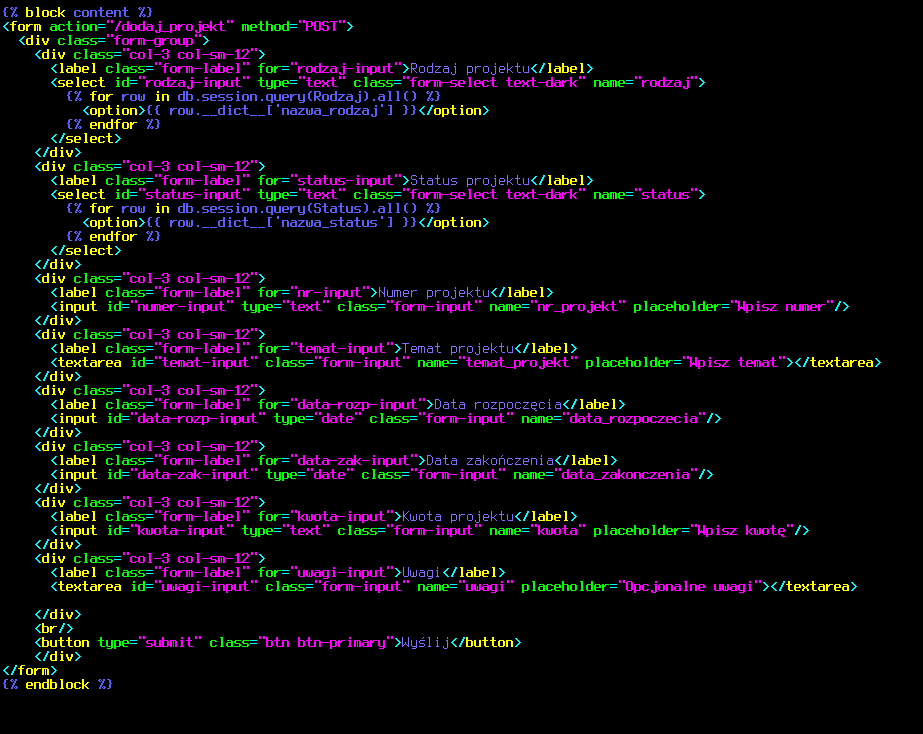 {% block content %}
<form action="/dodaj_projekt" method="POST">
  <div class="form-group">
    <div class="col-3 col-sm-12">
      <label class="form-label" for="rodzaj-input">Rodzaj projektu</label>
      <select id="rodzaj-input" type="text" class="form-select text-dark" name="rodzaj">
        {% for row in db.session.query(Rodzaj).all() %}
          <option>{{ row.__dict__['nazwa_rodzaj'] }}</option>
        {% endfor %}
      </select>
    </div>
    <div class="col-3 col-sm-12">
      <label class="form-label" for="status-input">Status projektu</label>
      <select id="status-input" type="text" class="form-select text-dark" name="status">
        {% for row in db.session.query(Status).all() %}
          <option>{{ row.__dict__['nazwa_status'] }}</option>
        {% endfor %}
      </select>
    </div>
    <div class="col-3 col-sm-12">
      <label class="form-label" for="nr-input">Numer projektu</label>
      <input id="numer-input" type="text" class="form-input" name="nr_projekt" placeholder="Wpisz numer"/>
    </div>
    <div class="col-3 col-sm-12">
      <label class="form-label" for="temat-input">Temat projektu</label>
      <textarea id="temat-input" class="form-input" name="temat_projekt" placeholder="Wpisz temat"></textarea>
    </div>
    <div class="col-3 col-sm-12">
      <label class="form-label" for="data-rozp-input">Data rozpoczęcia</label>
      <input id="data-rozp-input" type="date" class="form-input" name="data_rozpoczecia"/>
    </div>
    <div class="col-3 col-sm-12">
      <label class="form-label" for="data-zak-input">Data zakończenia</label>
      <input id="data-zak-input" type="date" class="form-input" name="data_zakonczenia"/>
    </div>
    <div class="col-3 col-sm-12">
      <label class="form-label" for="kwota-input">Kwota projektu</label>
      <input id="kwota-input" type="text" class="form-input" name="kwota" placeholder="Wpisz kwotę"/>
    </div>
    <div class="col-3 col-sm-12">
      <label class="form-label" for="uwagi-input">Uwagi</label>
      <textarea id="uwagi-input" class="form-input" name="uwagi" placeholder="Opcjonalne uwagi"></textarea>

    </div>
    <br/>
    <button type="submit" class="btn btn-primary">Wyślij</button>
    </div>
</form>
{% endblock %}